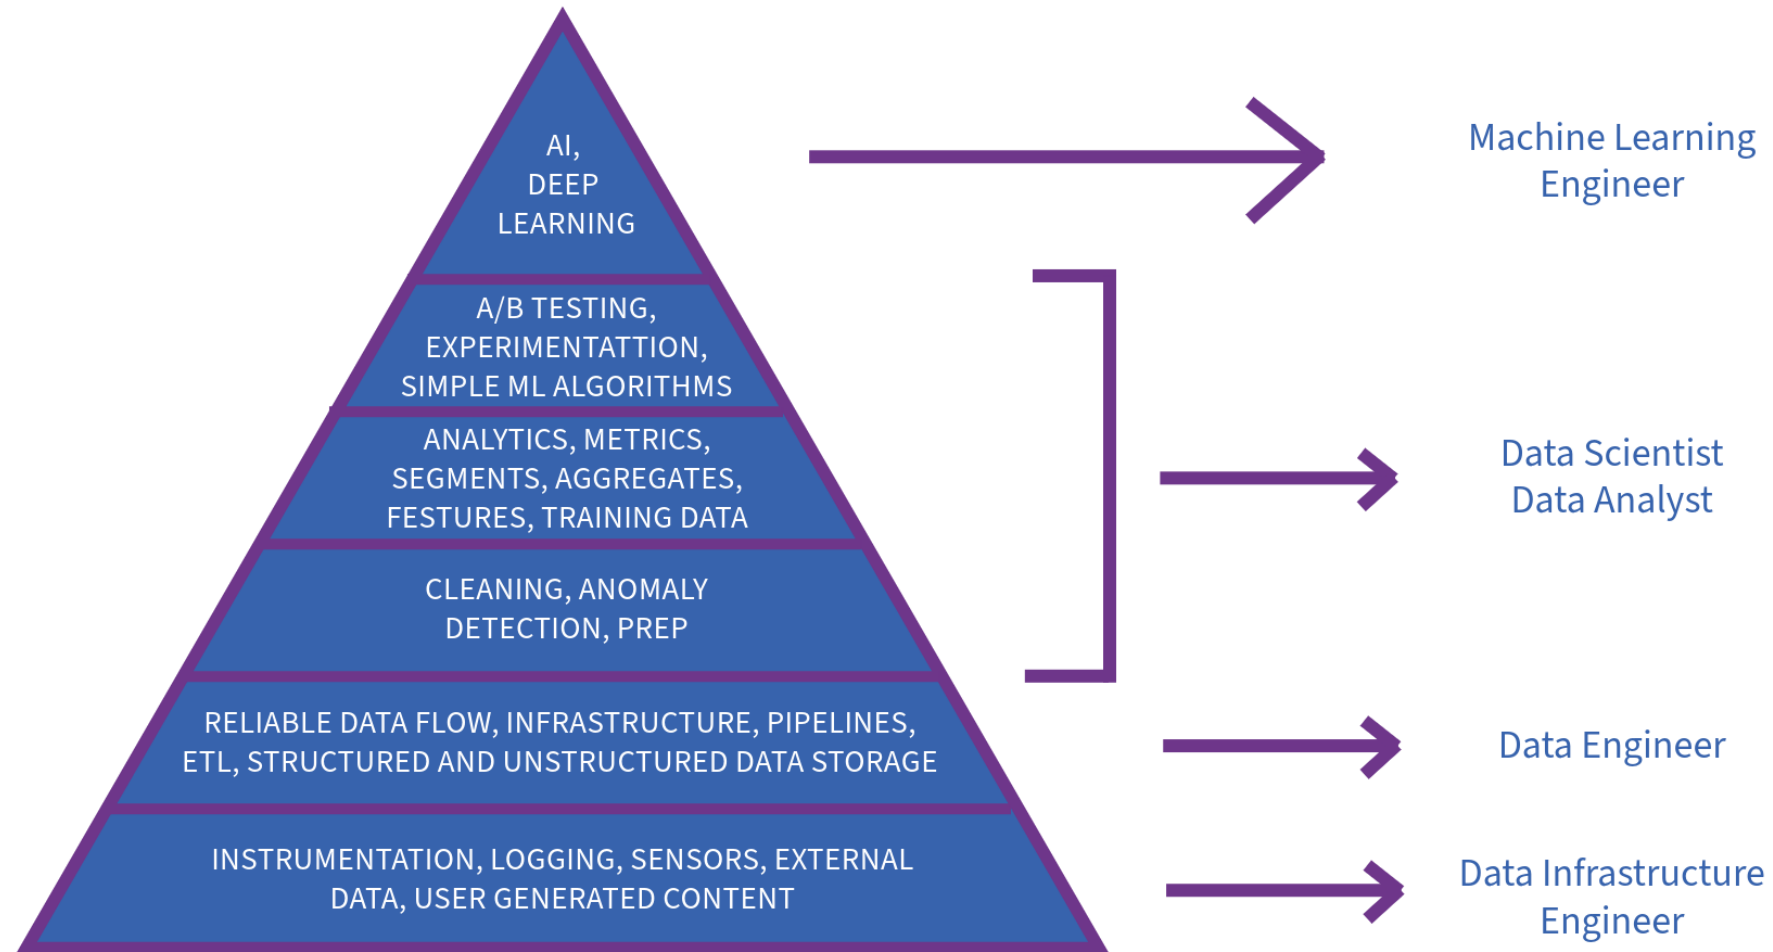 AI,
DEEP
LEARNING
Machine Learning
Engineer
A/B TESTING,
EXPERIMENTATTION,
SIMPLE ML ALGORITHMS
ANALYTICS, METRICS,
SEGMENTS, AGGREGATES,
FESTURES, TRAINING DATA
CLEANING, ANOMALY
DETECTION, PREP
Data Scientist
Data Analyst
RELIABLE DATA FLOW, INFRASTRUCTURE, PIPELINES,
ETL, STRUCTURED AND UNSTRUCTURED DATA STORAGE
Data Engineer
INSTRUMENTATION, LOGGING, SENSORS, EXTERNAL
DATA, USER GENERATED CONTENT
Data Infrastructure
Engineer